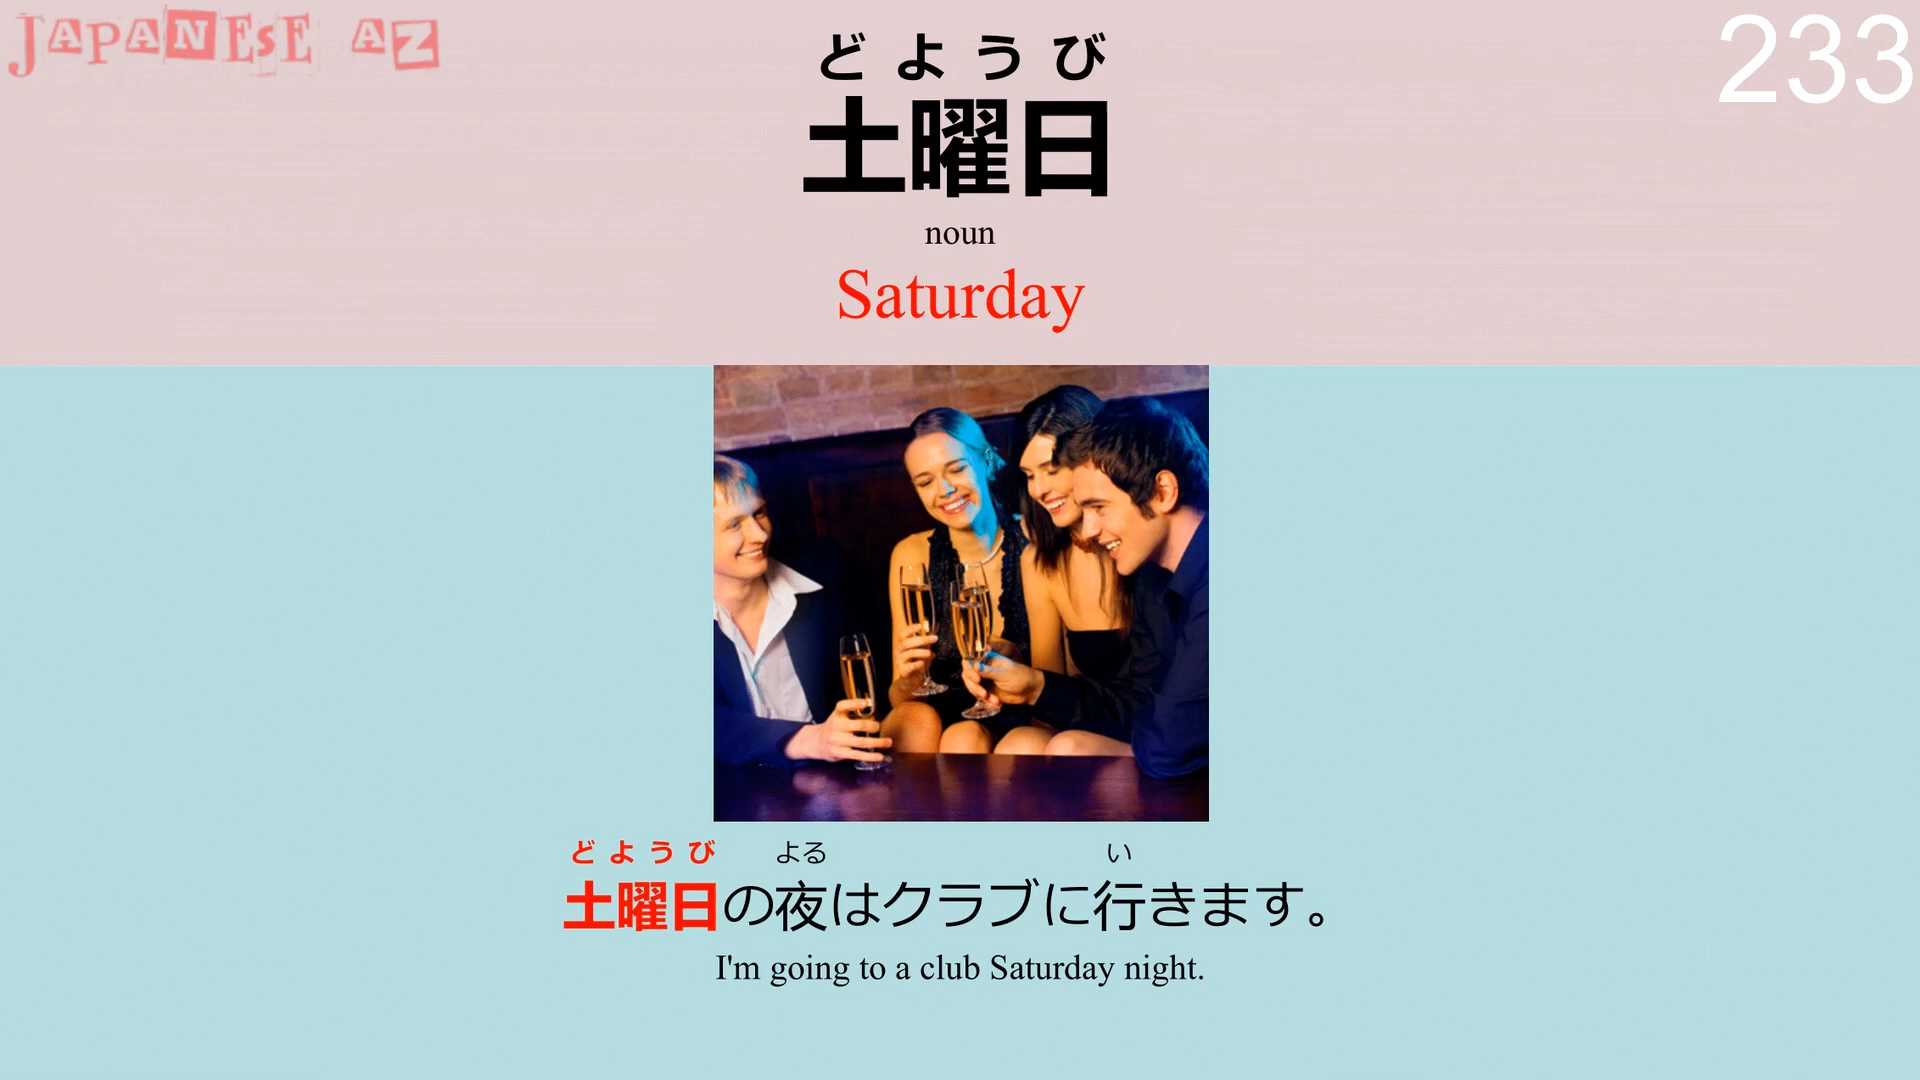 JAPANESE AZ
233
どようび
土曜日
noun
Saturday
どようび よる い
土曜日の夜はクラブに行きます。
I'm going to a club Saturday night.